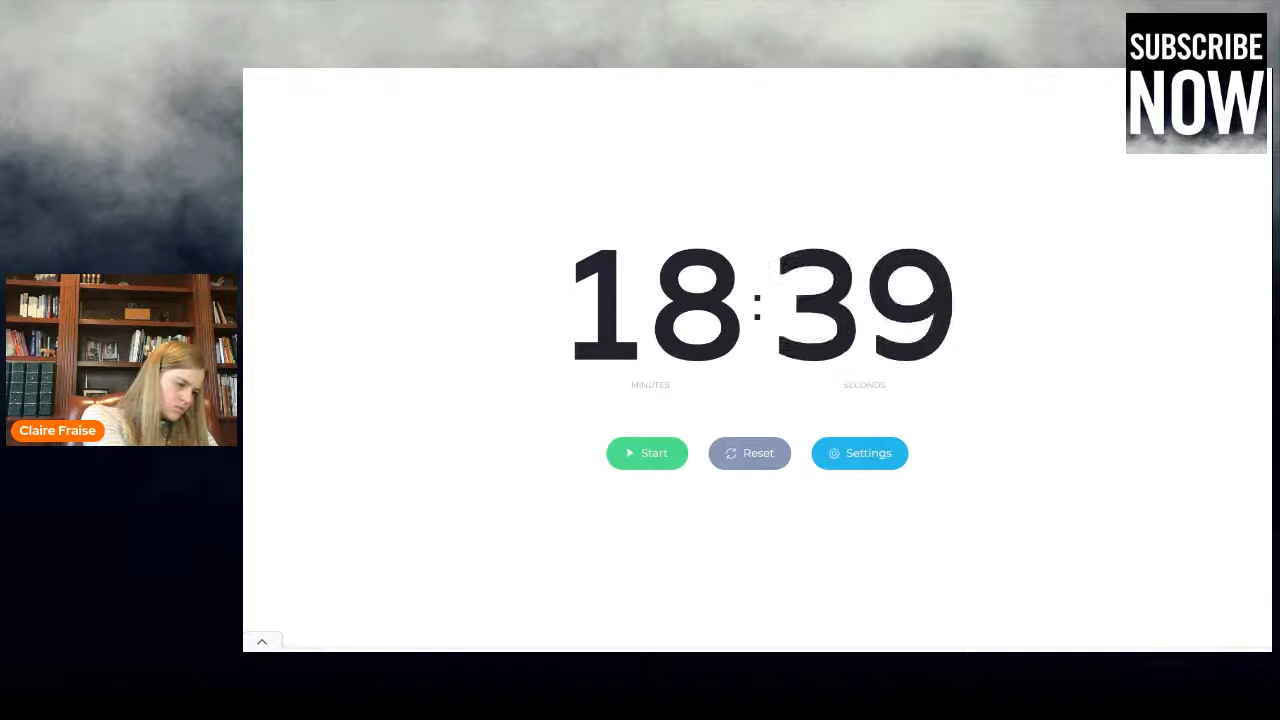 SUBSCRIBE
NOW
18:39
MINUTES
SECONDS
Start
Reset
Settings
Claire Fraise